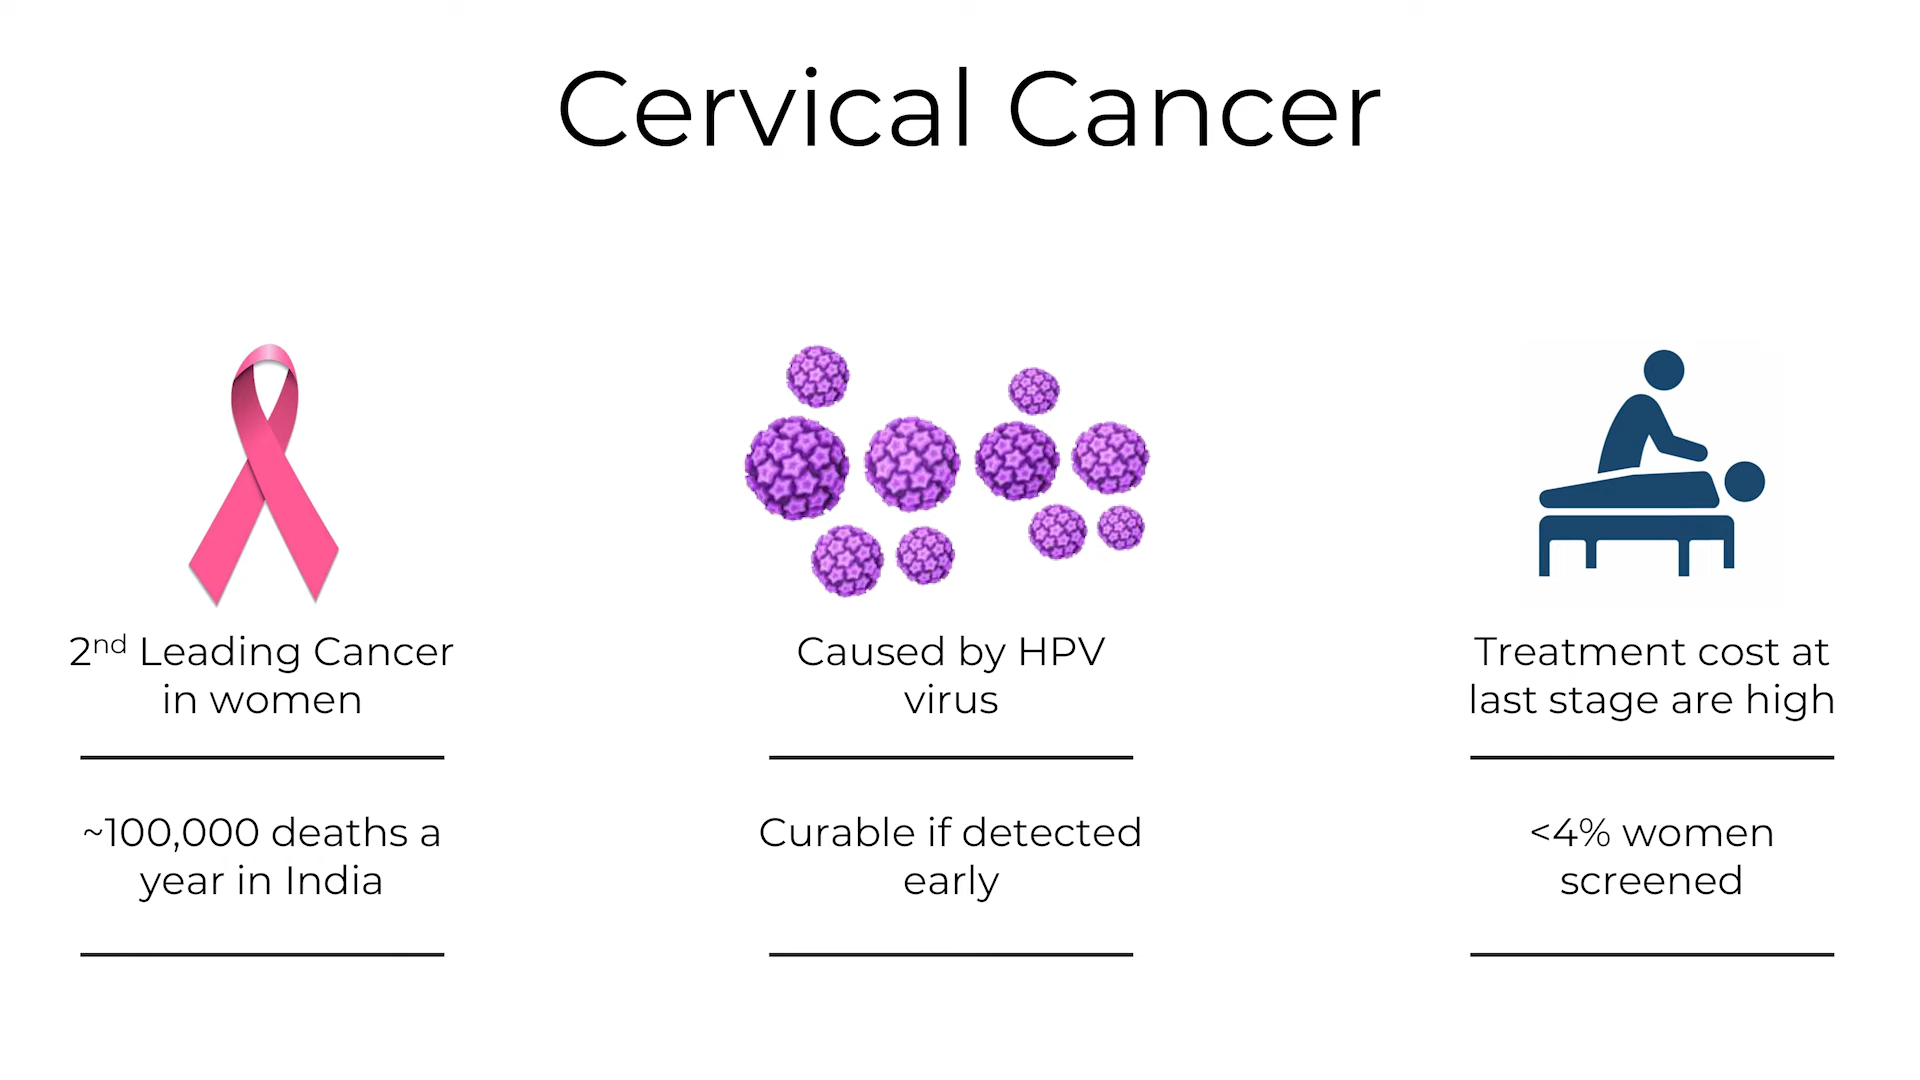 Cervical Cancer
2nd Leading Cancer
in women
~100,000 deaths a
year in India
Caused by HPV
virus
Curable if detected
early
Treatment cost at
last stage are high
<4% women
screened